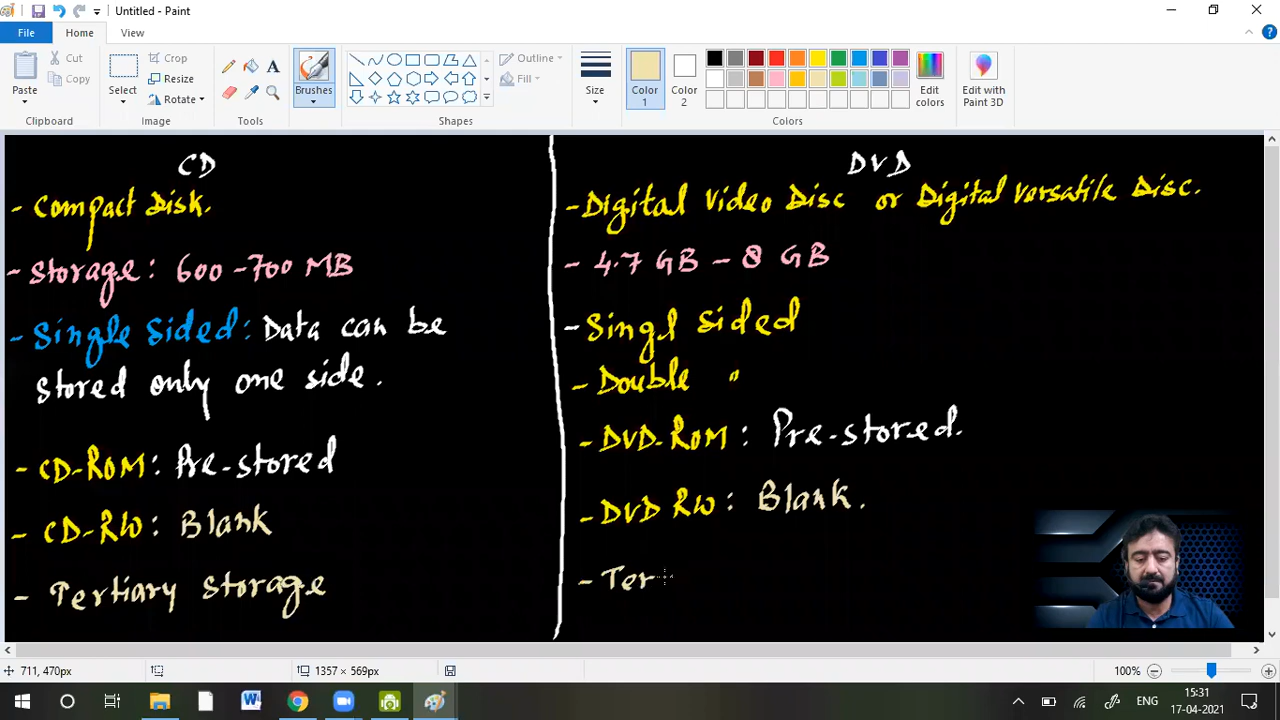 Untitled - Paint
File
Home
View
Paste
Cut
Copy
Clipboard
Select
Crop
Resize
Rotate
Image
Tools
Brushes
Shapes
Outline
Fill
Size
Color 1
Color 2
Edit colors
Edit with Paint 3D
Colors
CD
- Compact Disk.
- Storage: 600-700 MB
- Single Sided: Data can be
stored only one side.
- CD-ROM: Pre-stored
- CD-RW: Blank
- Tertiary Storage
DVD
- Digital Video Disc or Digital Versatile Disc.
- 4.7 GB - 8 GB
- Singl Sided
- Double "
- DVD-ROM: Pre-stored.
- DVD RW: Blank.
- Ter
711, 470px
1357 × 569px
100%
ENG
15:31
17-04-2021